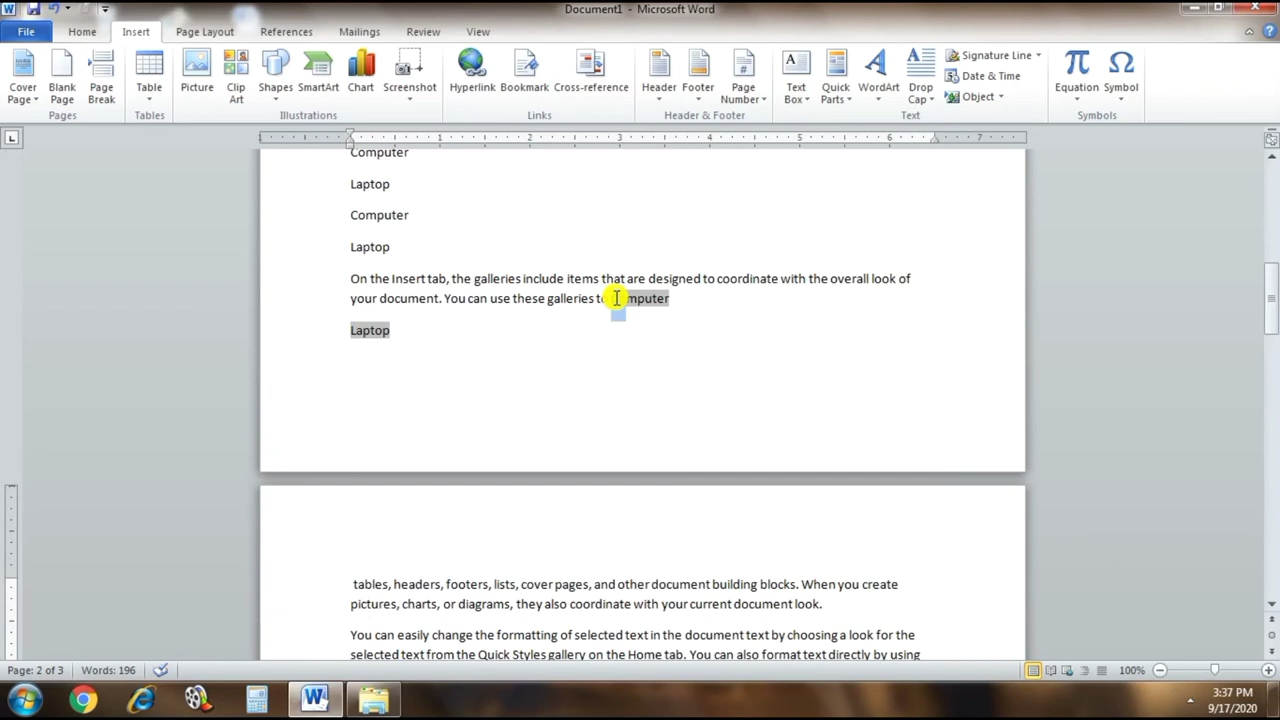 Document1 - Microsoft Word
File Home Insert Page Layout References Mailings Review View
Cover Page
Blank Page
Page Break
Table
Picture
Clip Art
Shapes
SmartArt
Chart
Screenshot
Hyperlink
Bookmark
Cross-reference
Header
Footer
Page Number
Text Box
Quick Parts
WordArt
Drop Cap
Signature Line
Date & Time
Object
Equation
Symbol
Pages Tables Illustrations Links Header & Footer Text Symbols
1 1 2 3 4 5 6 7
Computer
Laptop
Computer
Laptop
On the Insert tab, the galleries include items that are designed to coordinate with the overall look of
your document. You can use these galleries to mputer
Laptop
tables, headers, footers, lists, cover pages, and other document building blocks. When you create
pictures, charts, or diagrams, they also coordinate with your current document look.
You can easily change the formatting of selected text in the document text by choosing a look for the
selected text from the Quick Styles gallery on the Home tab. You can also format text directly by using
Page: 2 of 3 Words: 196 100%
3:37 PM
9/17/2020